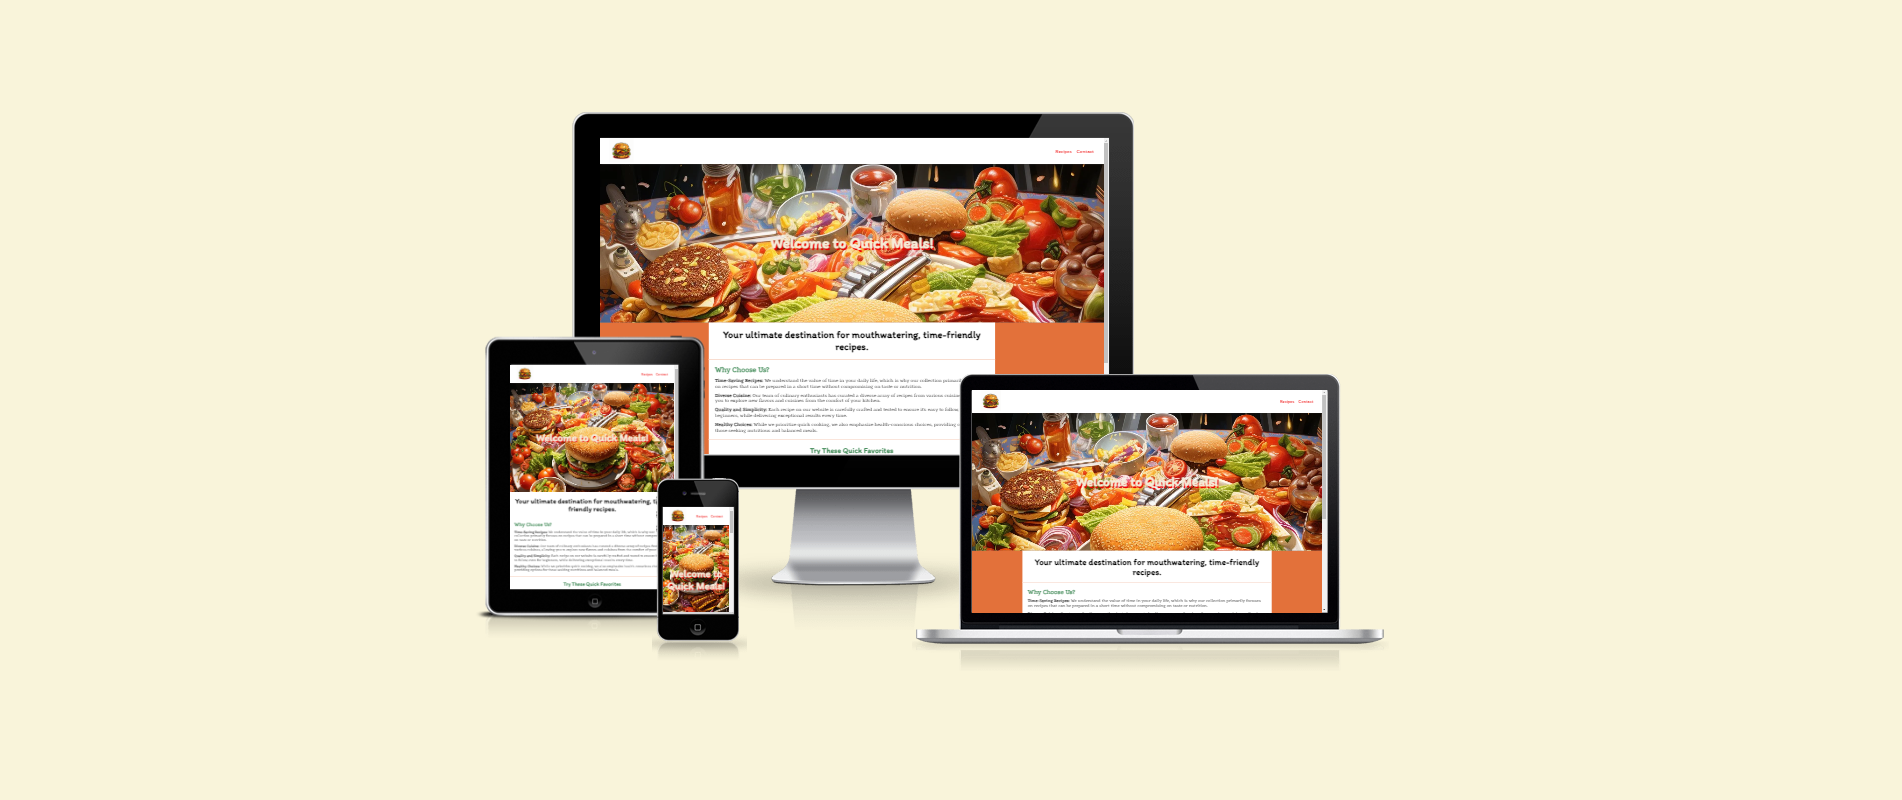 Recipes Contact
Welcome to Quick Meals!
Your ultimate destination for mouthwatering, time-friendly
recipes.
Why Choose Us?
Time-Saving Recipes: We understand the value of time in your daily life, which is why our collection
on recipes that can be prepared in a short time without compromising on taste or nutrition.
Diverse Cuisine: Our team of culinary enthusiasts has curated a diverse array of recipes from various
you to explore new flavors and cuisines from the comfort of your kitchen.
Quality and Simplicity: Each recipe on our website is carefully crafted and tested to ensure its easy to follow
beginners, while delivering exceptional results every time.
Healthy Choices: While we prioritize quick cooking, we also emphasize health-conscious choices, providing
those seeking nutritious and balanced meals.
Try These Quick Favorites
Recipes Contact
Welcome to Quick Meals!
Your ultimate destination for mouthwatering,
friendly recipes.
Why Choose Us?
Try These Quick Favorites
Recipes Contact
Welcome to
Quick Meals!
Recipes Contact
Welcome to Quick Meals!
Your ultimate destination for mouthwatering, time-friendly
recipes.
Why Choose Us?
Time-Saving Recipes: We understand the value of time in your daily life, which is why our collection primarily focuses
on recipes that can be prepared in a short time without compromising on taste or nutrition.